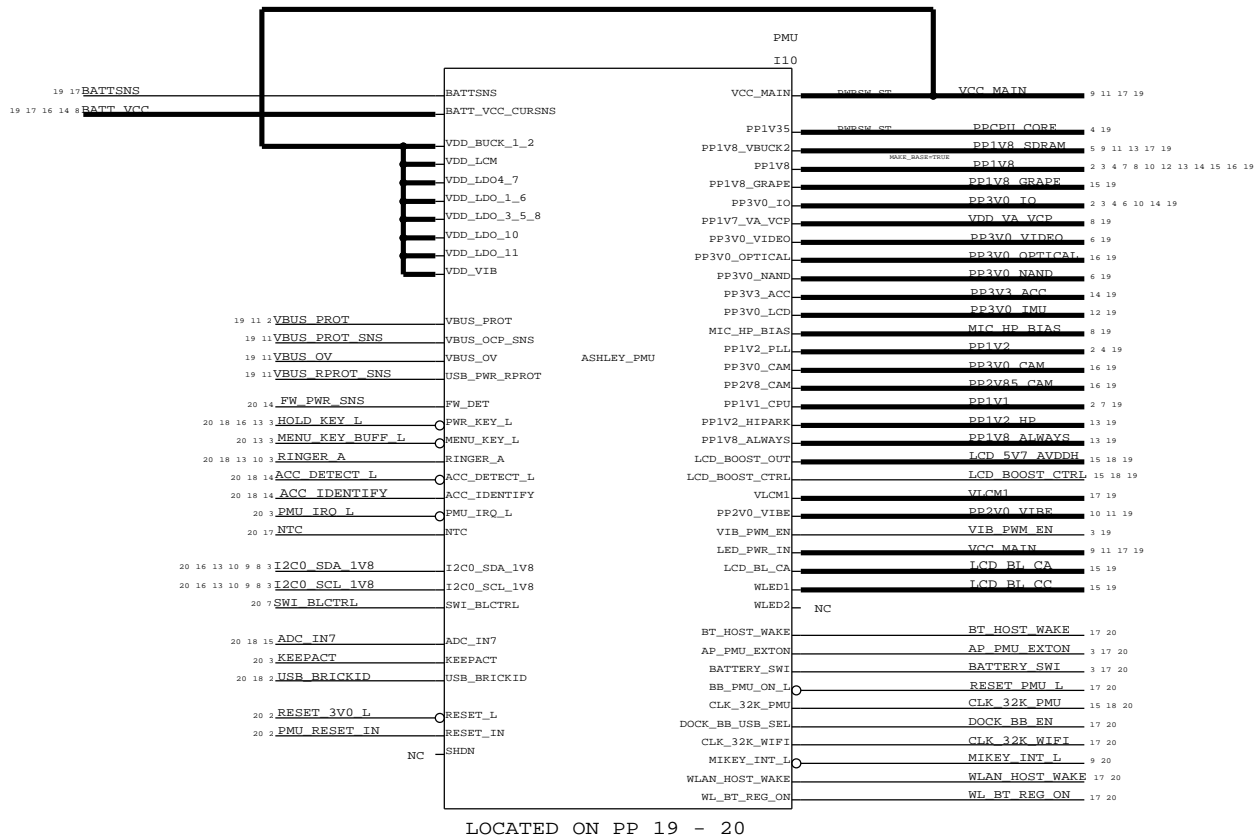 PMU
I10
19 17 BATTSNS BATTSNS
19 17 16 14 8 BATT_VCC BATT_VCC_CURSNS
VDD_BUCK_1_2
VDD_LCM
VDD_LDO4_7
VDD_LDO_1_6
VDD_LDO_3_5_8
VDD_LDO_10
VDD_LDO_11
VDD_VIB
19 11 2 VBUS_PROT VBUS_PROT
19 11 VBUS_PROT_SNS VBUS_OCP_SNS
19 11 VBUS_OV VBUS_OV
19 11 VBUS_RPROT_SNS USB_PWR_RPROT
20 14 FW_PWR_SNS FW_DET
20 18 16 13 3 HOLD_KEY_L PWR_KEY_L
20 13 3 MENU_KEY_BUFF_L MENU_KEY_L
20 18 13 10 3 RINGER_A RINGER_A
20 18 14 ACC_DETECT_L ACC_DETECT_L
20 18 14 ACC_IDENTIFY ACC_IDENTIFY
20 3 PMU_IRQ_L PMU_IRQ_L
20 17 NTC NTC
20 16 13 10 9 8 3 I2C0_SDA_1V8 I2C0_SDA_1V8
20 16 13 10 9 8 3 I2C0_SCL_1V8 I2C0_SCL_1V8
20 7 SWI_BLCTRL SWI_BLCTRL
20 18 15 ADC_IN7 ADC_IN7
20 3 KEEPACT KEEPACT
20 18 2 USB_BRICKID USB_BRICKID
20 2 RESET_3V0_L RESET_L
20 2 PMU_RESET_IN RESET_IN
NC SHDN
ASHLEY_PMU
VCC_MAIN PWRSW_ST VCC_MAIN 9 11 17 19
PP1V35 PWRSW_ST PPCPU_CORE 4 19
PP1V8_VBUCK2 PP1V8_SDRAM 5 9 11 13 17 19
MAKE_BASE=TRUE
PP1V8 PP1V8 2 3 4 7 8 10 12 13 14 15 16 19
PP1V8_GRAPE PP1V8_GRAPE 15 19
PP3V0_IO PP3V0_IO 2 3 4 6 10 14 19
PP1V7_VA_VCP VDD_VA_VCP 8 19
PP3V0_VIDEO PP3V0_VIDEO 6 19
PP3V0_OPTICAL PP3V0_OPTICAL 16 19
PP3V0_NAND PP3V0_NAND 6 19
PP3V3_ACC PP3V3_ACC 14 19
PP3V0_LCD PP3V0_IMU 12 19
MIC_HP_BIAS MIC_HP_BIAS 8 19
PP1V2_PLL PP1V2 2 4 19
PP3V0_CAM PP3V0_CAM 16 19
PP2V8_CAM PP2V85_CAM 16 19
PP1V1_CPU PP1V1 2 7 19
PP1V2_HIPARK PP1V2_HP 13 19
PP1V8_ALWAYS PP1V8_ALWAYS 13 19
LCD_BOOST_OUT LCD_5V7_AVDDH 15 18 19
LCD_BOOST_CTRL LCD_BOOST_CTRL 15 18 19
VLCM1 VLCM1 17 19
PP2V0_VIBE PP2V0_VIBE 10 11 19
VIB_PWM_EN VIB_PWM_EN 3 19
LED_PWR_IN VCC_MAIN 9 11 17 19
LCD_BL_CA LCD_BL_CA 15 19
WLED1 LCD_BL_CC 15 19
WLED2 NC
BT_HOST_WAKE BT_HOST_WAKE 17 20
AP_PMU_EXTON AP_PMU_EXTON 3 17 20
BATTERY_SWI BATTERY_SWI 3 17 20
BB_PMU_ON_L RESET_PMU_L 17 20
CLK_32K_PMU CLK_32K_PMU 15 18 20
DOCK_BB_USB_SEL DOCK_BB_EN 17 20
CLK_32K_WIFI CLK_32K_WIFI 17 20
MIKEY_INT_L MIKEY_INT_L 9 20
WLAN_HOST_WAKE WLAN_HOST_WAKE 17 20
WL_BT_REG_ON WL_BT_REG_ON 17 20
LOCATED ON PP 19 - 20